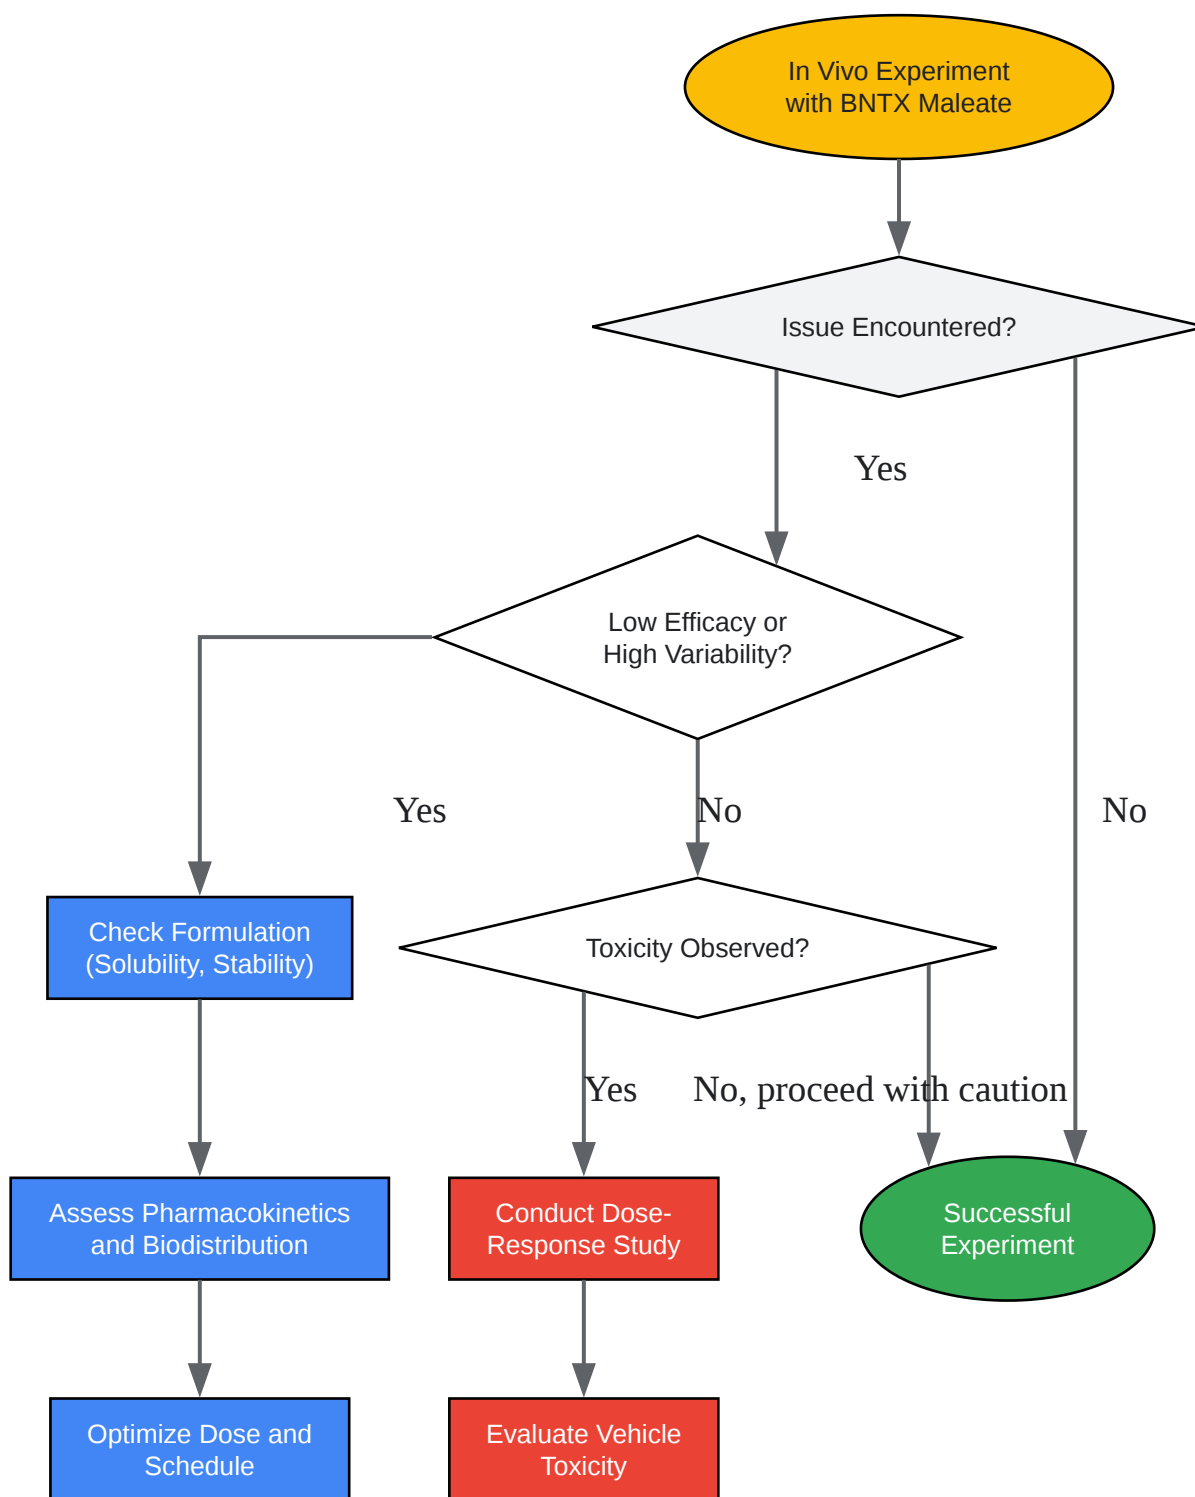 In Vivo Experiment
with BNTX Maleate
Issue Encountered?
Yes
Low Efficacy or
High Variability?
Yes
No
No
Check Formulation
(Solubility, Stability)
Toxicity Observed?
Yes
No, proceed with caution
Assess Pharmacokinetics
and Biodistribution
Conduct Dose-
Response Study
Successful
Experiment
Optimize Dose and
Schedule
Evaluate Vehicle
Toxicity